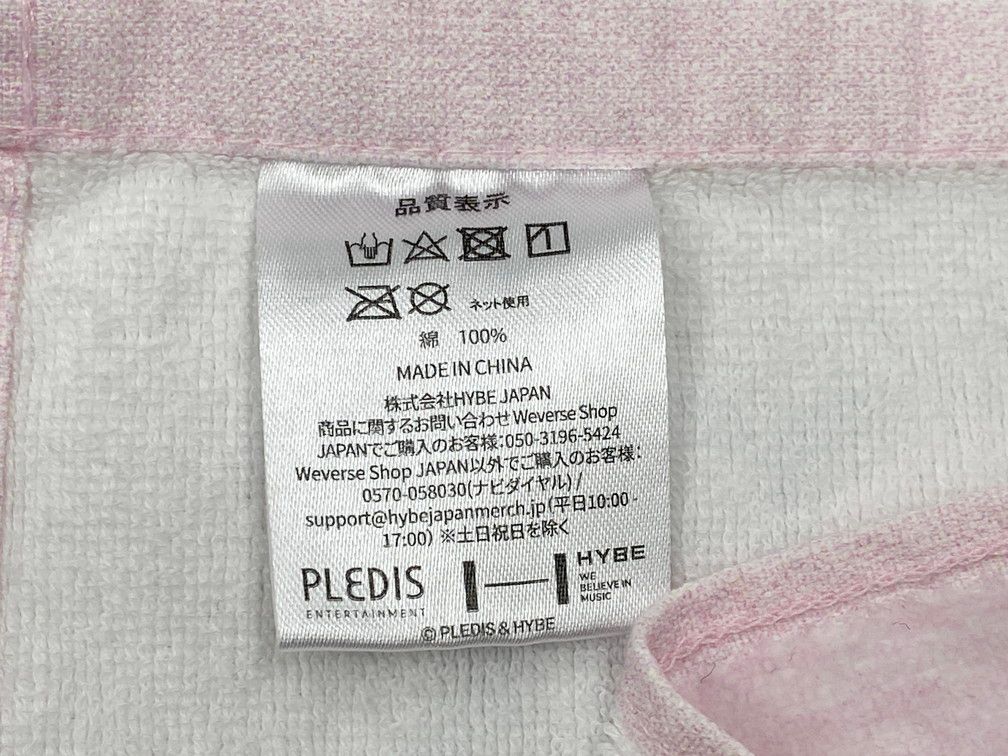 品質表示
ネット使用
綿 100%
MADE IN CHINA
株式会社HYBE JAPAN
商品に関するお問い合わせ Weverse Shop
JAPANでご購入のお客様:050-3196-5424
Weverse Shop JAPAN以外でご購入のお客様:
0570-058030(ナビダイヤル) /
support@hybejapanmerch.jp(平日10:00 -
17:00) ※土日祝日を除く
PLEDIS
ENTERTAINMENT
HYBE
WE
BELIEVE IN
MUSIC
© PLEDIS & HYBE